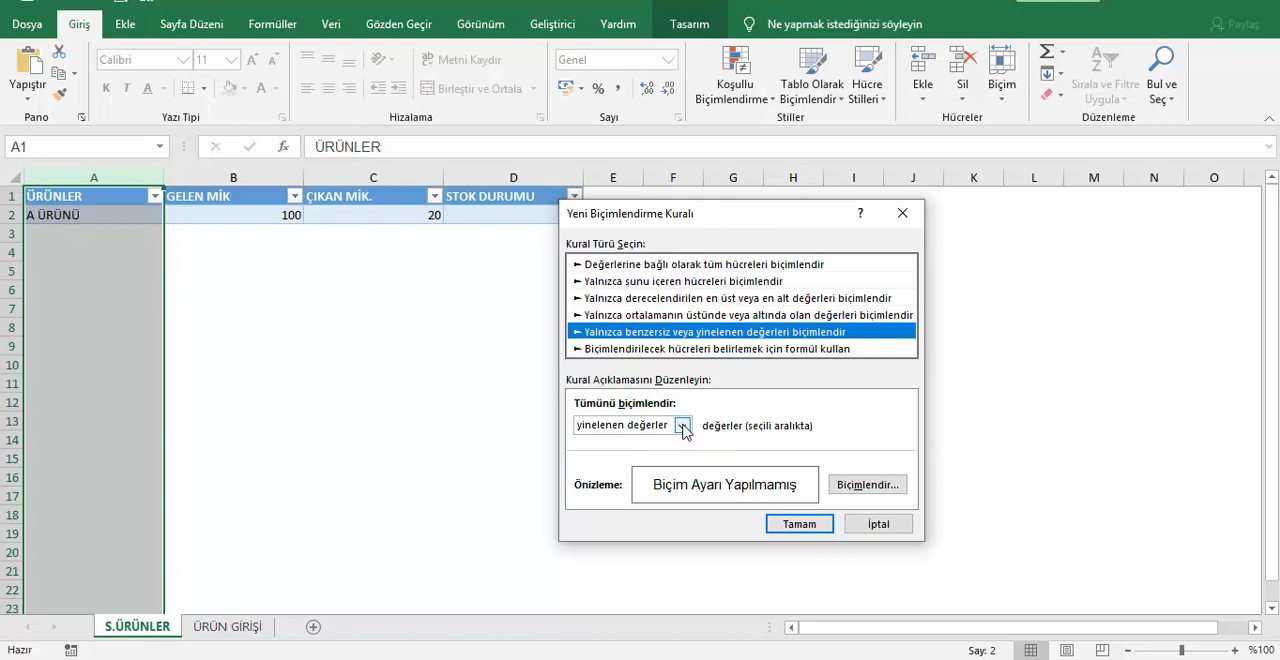 Dosya Giriş Ekle Sayfa Düzeni Formüller Veri Gözden Geçir Görünüm Geliştirici Yardım Tasarım Ne yapmak istediğinizi söyleyin Paylaş
Yapıştır
Pano
Calibri 11
K T A A
Yazı Tipi
Metni Kaydır
Birleştir ve Ortala
Hizalama
Genel
%
Sayı
Koşullu
Biçimlendirme
Tablo Olarak
Biçimlendir
Hücre
Stilleri
Stiller
Ekle Sil Biçim
Hücreler
Sırala ve Filtre
Uygula
Bul ve
Seç
Düzenleme
A1 fx ÜRÜNLER
A B C D E F G H I J K L M N O
1 ÜRÜNLER GELEN MİK ÇIKAN MİK. STOK DURUMU
2 A ÜRÜNÜ 100 20
3
4
5
6
7
8
9
10
11
12
13
14
15
16
17
18
19
20
21
22
23
Yeni Biçimlendirme Kuralı ?
Kural Türü Seçin:
► Değerlerine bağlı olarak tüm hücreleri biçimlendir
► Yalnızca şunu içeren hücreleri biçimlendir
► Yalnızca derecelendirilen en üst veya en alt değerleri biçimlendir
► Yalnızca ortalamanın üstünde veya altında olan değerleri biçimlendir
► Yalnızca benzersiz veya yinelenen değerleri biçimlendir
► Biçimlendirilecek hücreleri belirlemek için formül kullan
Kural Açıklamasını Düzenleyin:
Tümünü biçimlendir:
yinelenen değerler değerler (seçili aralıkta)
Önizleme: Biçim Ayarı Yapılmamış Biçimlendir...
Tamam İptal
S.ÜRÜNLER ÜRÜN GİRİŞİ
Hazır Say: 2 %100